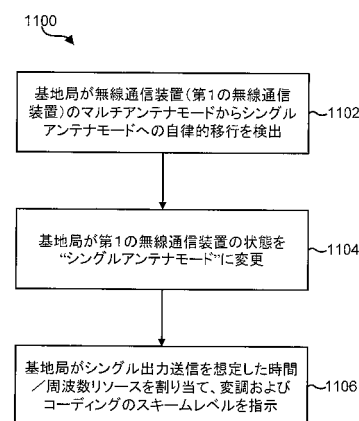 1100
基地局が無線通信装置(第1の無線通信
装置)のマルチアンテナモードからシングル
アンテナモードへの自律的移行を検出
1102
基地局が第1の無線通信装置の状態を
“シングルアンテナモード”に変更
1104
基地局がシングル出力送信を想定した時間
/周波数リソースを割り当て、変調および
コーディングのスキームレベルを指示
1106